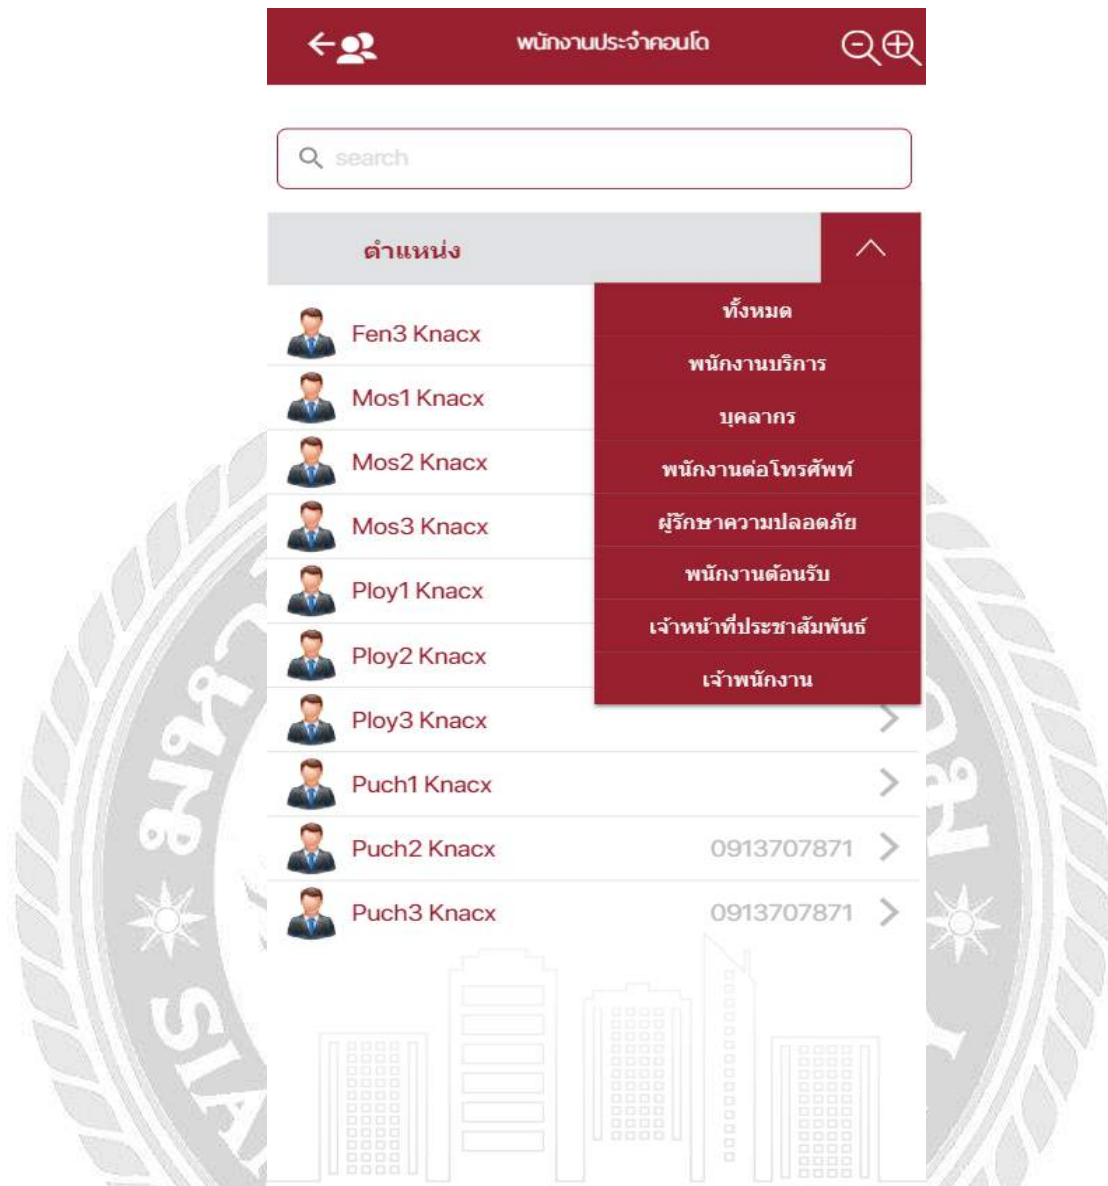 พนักงานประจำคอนโด
search
ตำแหน่ง
ทั้งหมด
Fen3 Knacx
พนักงานบริการ
Mos1 Knacx
บุคลากร
Mos2 Knacx
พนักงานต่อโทรศัพท์
Mos3 Knacx
ผู้รักษาความปลอดภัย
Ploy1 Knacx
พนักงานต้อนรับ
Ploy2 Knacx
เจ้าหน้าที่ประชาสัมพันธ์
เจ้าพนักงาน
Ploy3 Knacx
Puch1 Knacx
Puch2 Knacx 0913707871
Puch3 Knacx 0913707871